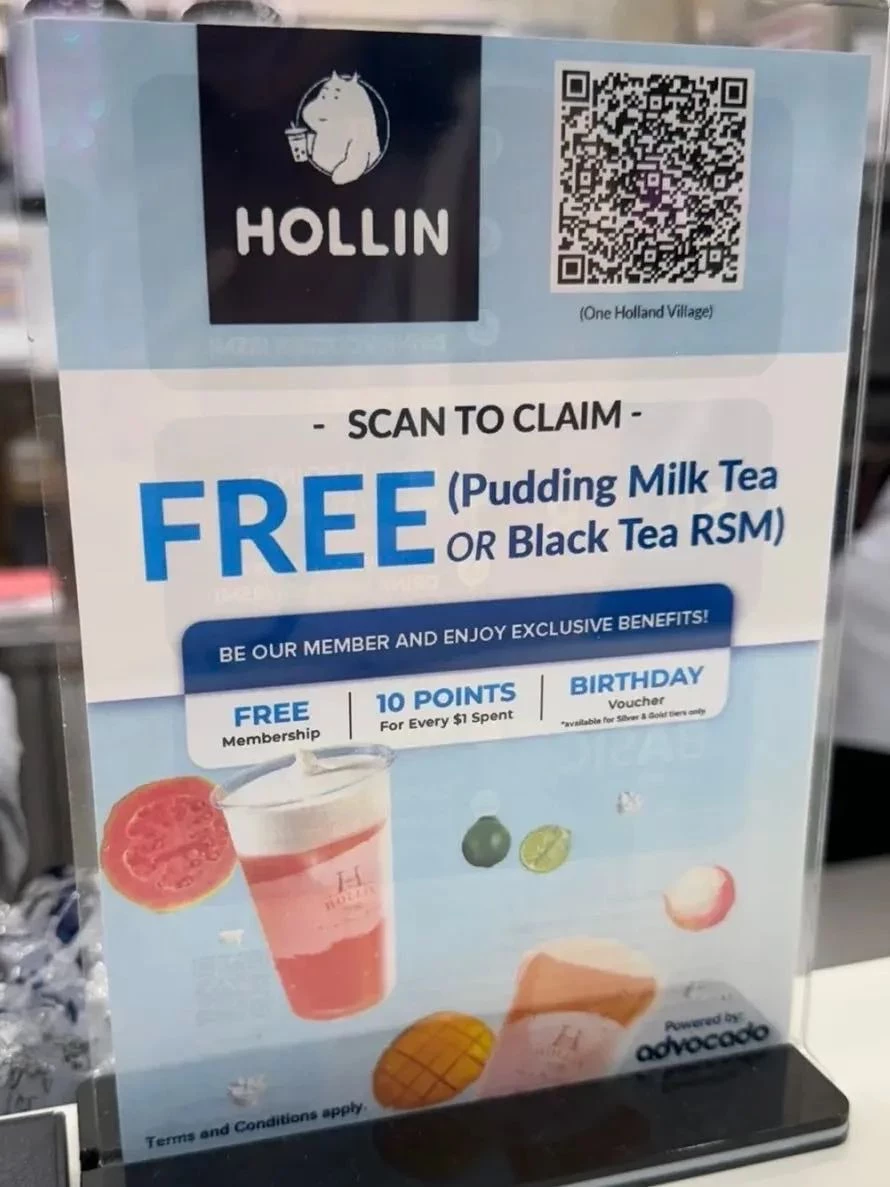 HOLLIN
(One Holland Village)
- SCAN TO CLAIM -
FREE (Pudding Milk Tea
OR Black Tea RSM)
BE OUR MEMBER AND ENJOY EXCLUSIVE BENEFITS!
FREE
Membership
10 POINTS
For Every $1 Spent
BIRTHDAY
Voucher
*available for Silver & Gold tiers only
H
HOLLIN
H
Powered by:
advocado
Terms and Conditions apply.